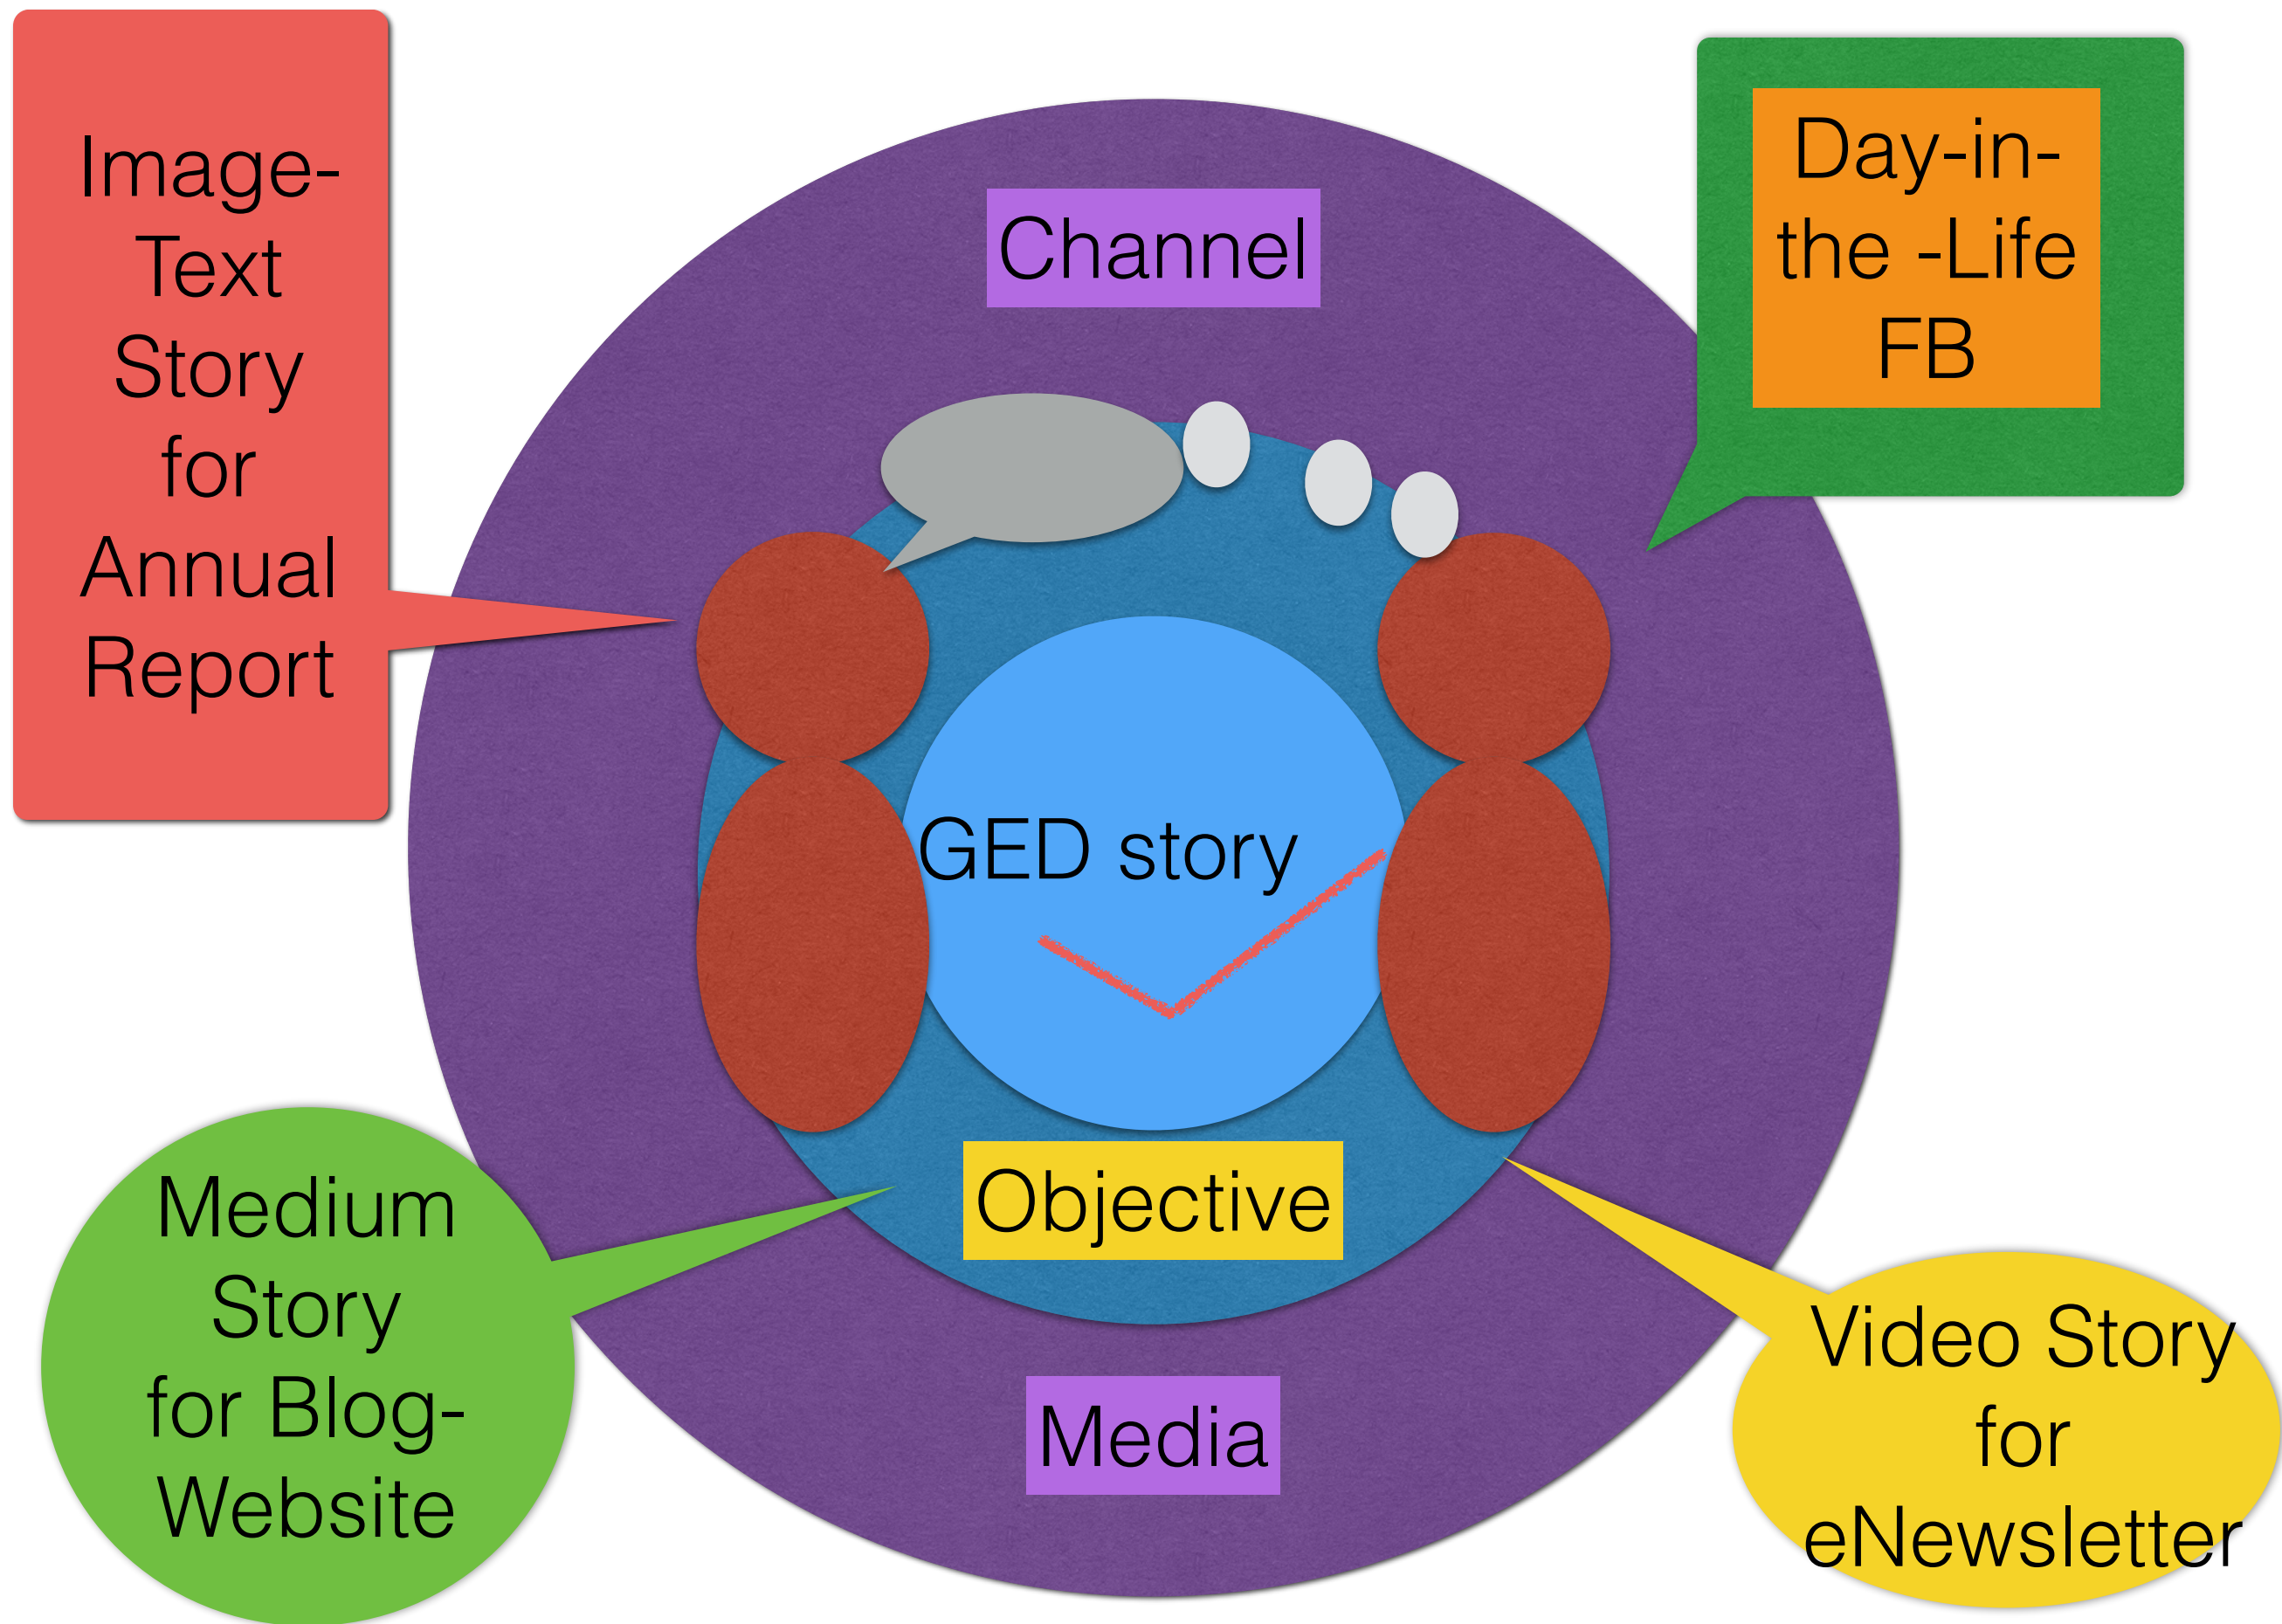 Image-
Text
Story
for
Annual
Report
Channel
Day-in-
the -Life
FB
GED story
Objective
Media
Medium
Story
for Blog-
Website
Video Story
for
eNewsletter